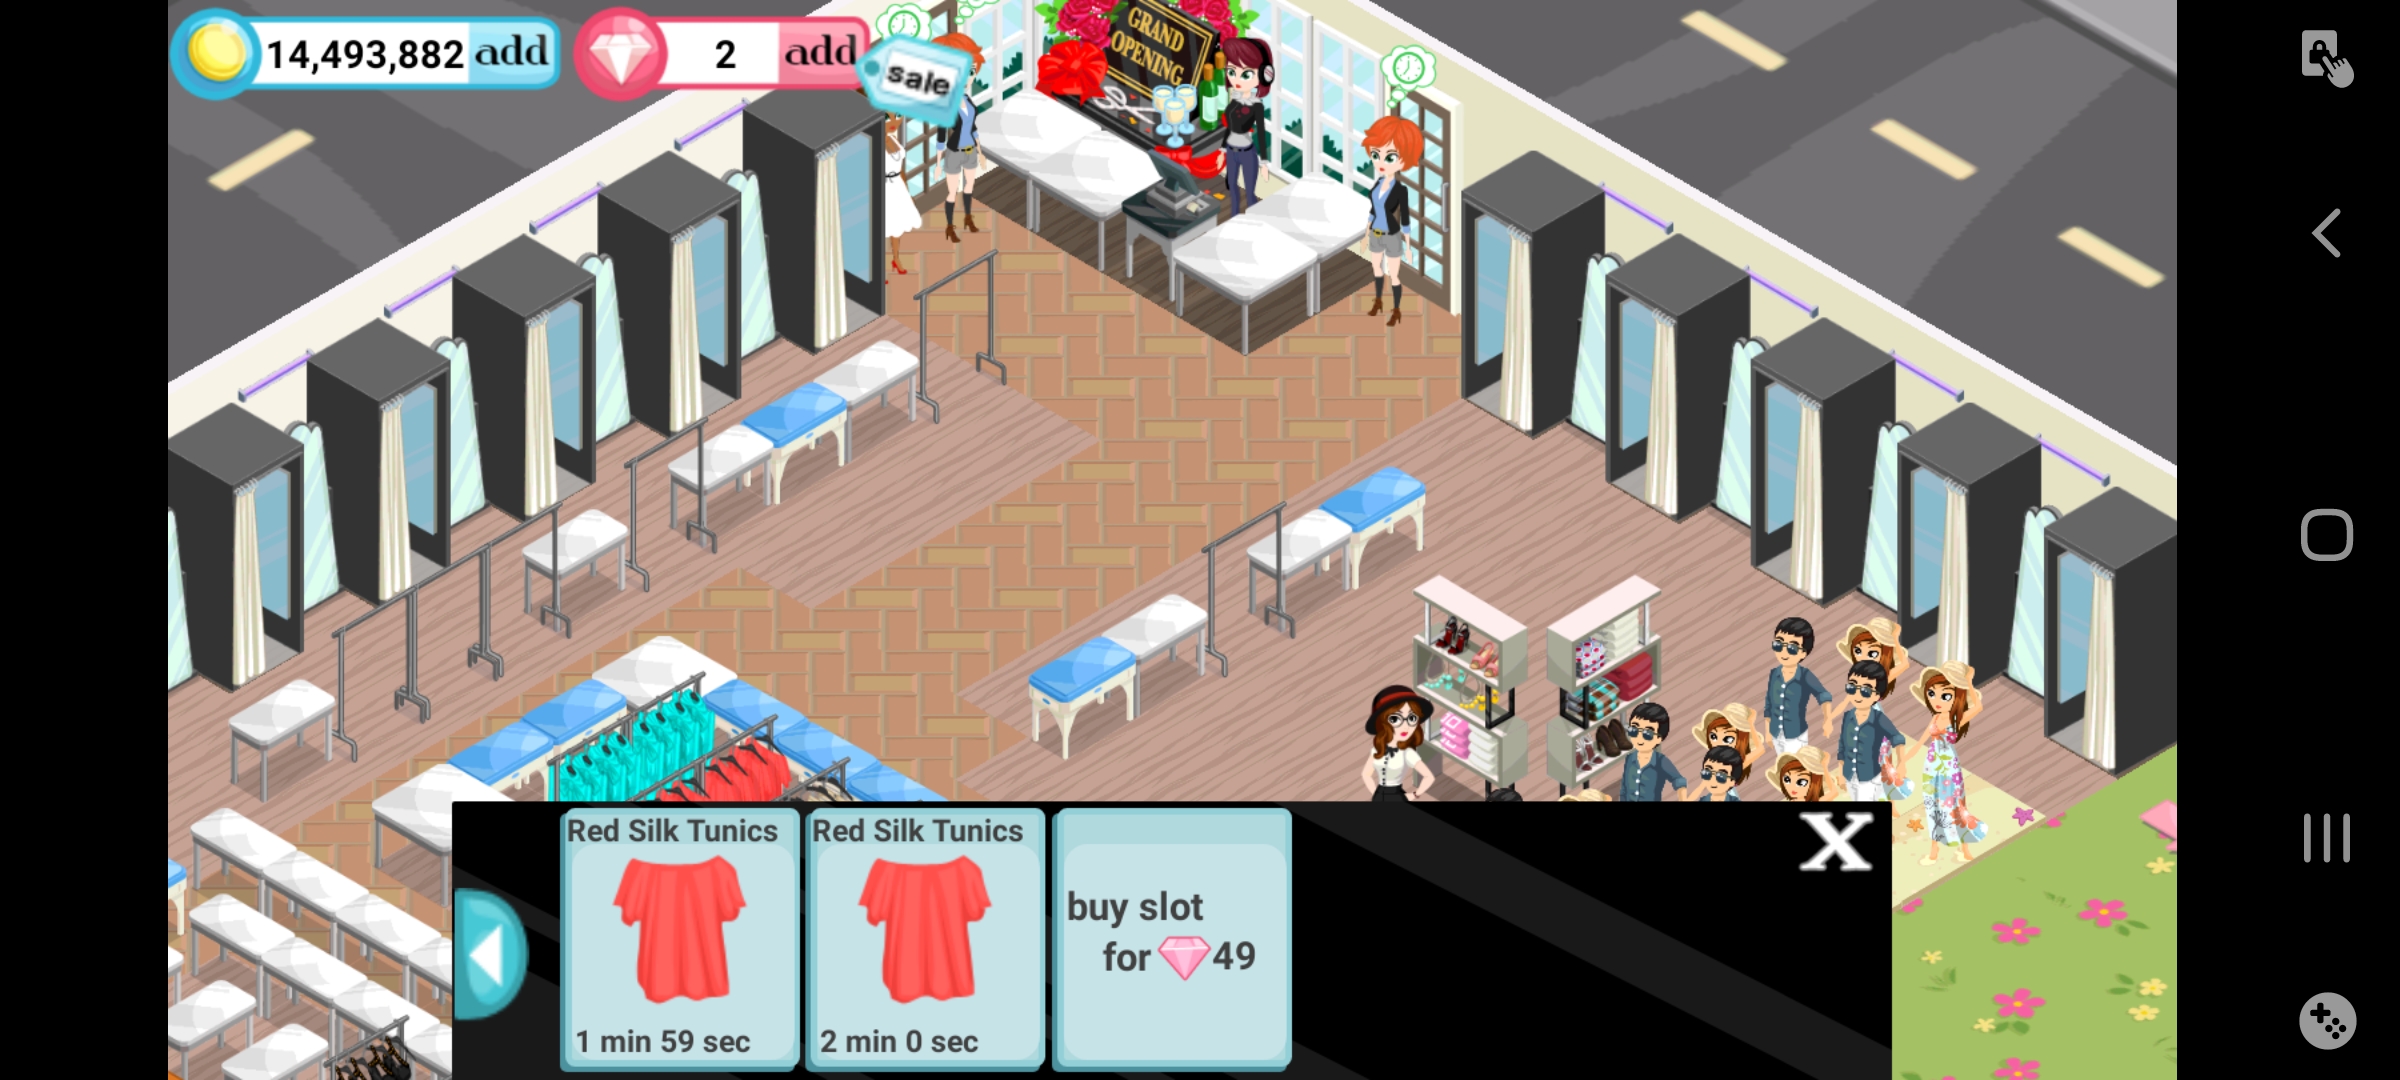 14,493,882 add
2 add
sale
GRAND
OPENING
Red Silk Tunics
1 min 59 sec
Red Silk Tunics
2 min 0 sec
buy slot
for 49
X